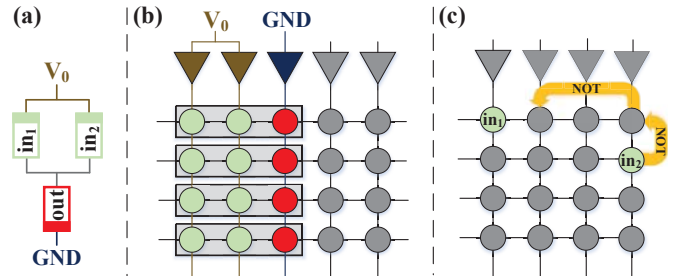 (a)
V0
in1
in2
out
GND
(b)
V0
GND
(c)
NOT
in1
NOT
in2